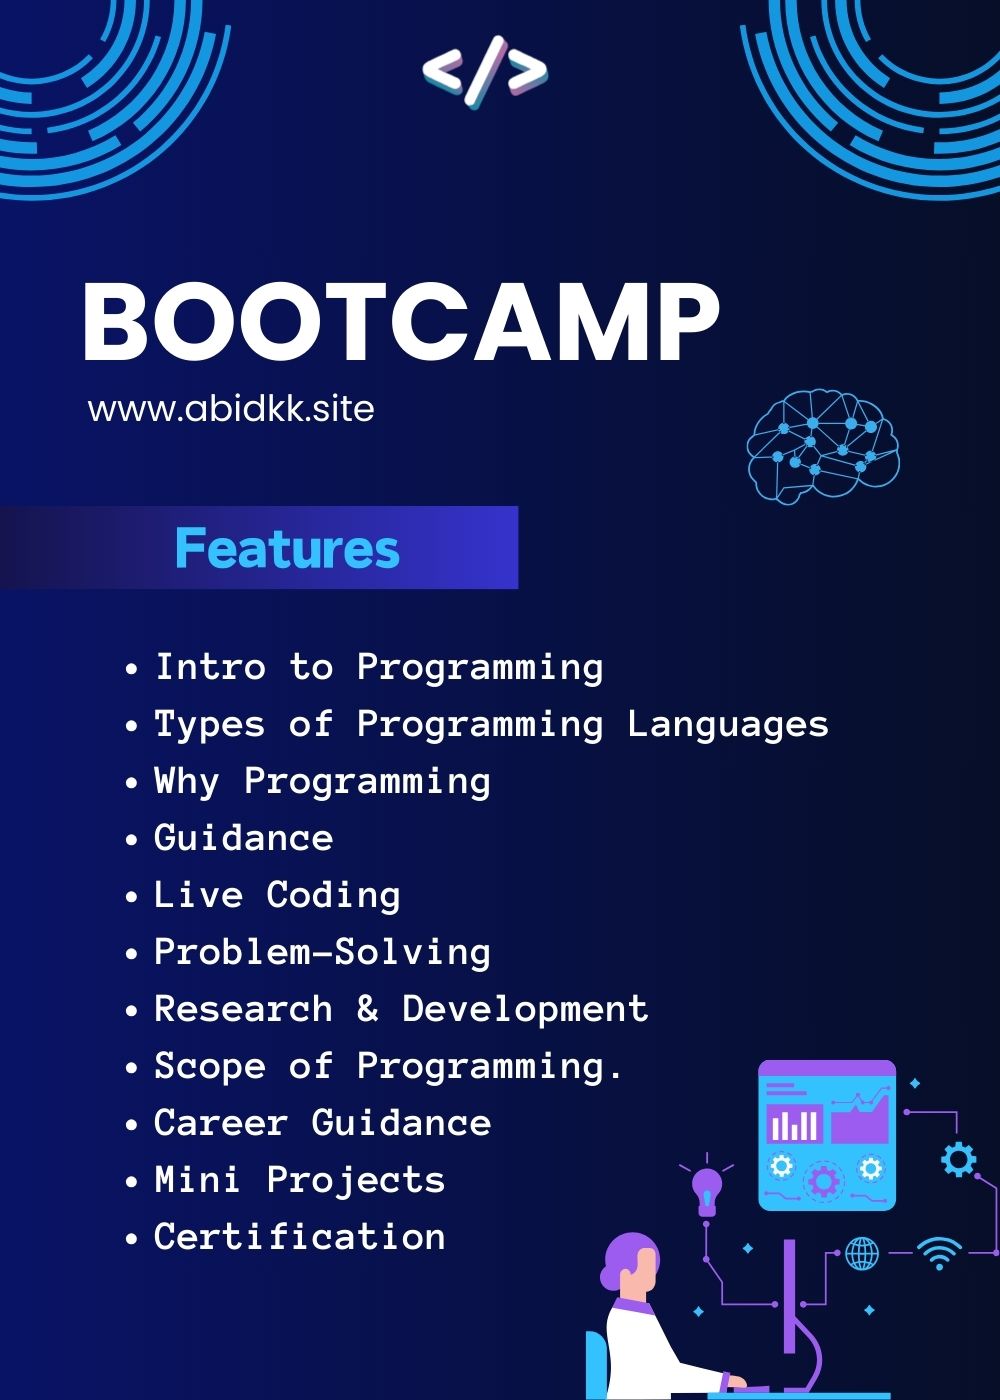 </>
BOOTCAMP
www.abidkk.site
Features
• Intro to Programming
• Types of Programming Languages
• Why Programming
• Guidance
• Live Coding
• Problem-Solving
• Research & Development
• Scope of Programming.
• Career Guidance
• Mini Projects
• Certification